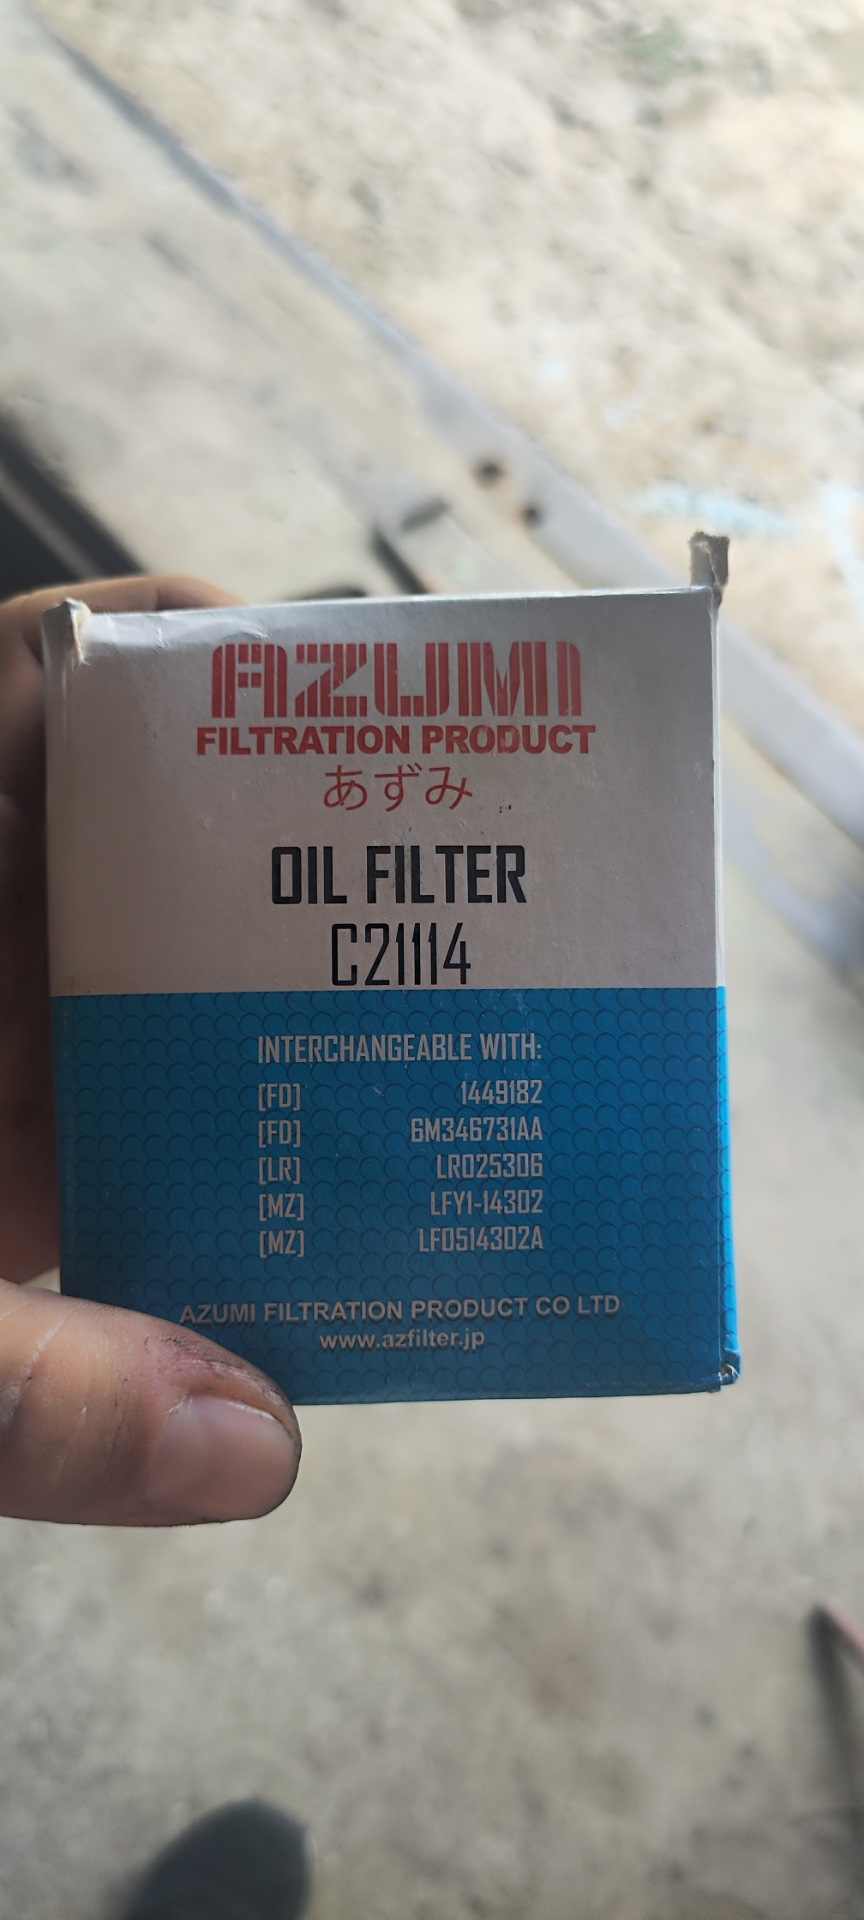 AZUMI
FILTRATION PRODUCT
あずみ
OIL FILTER
C21114
INTERCHANGEABLE WITH:
[FD] 1449182
[FD] 6M346731AA
[LR] LR025306
[MZ] LFY1-14302
[MZ] LF0514302A
AZUMI FILTRATION PRODUCT CO LTD
www.azfilter.jp